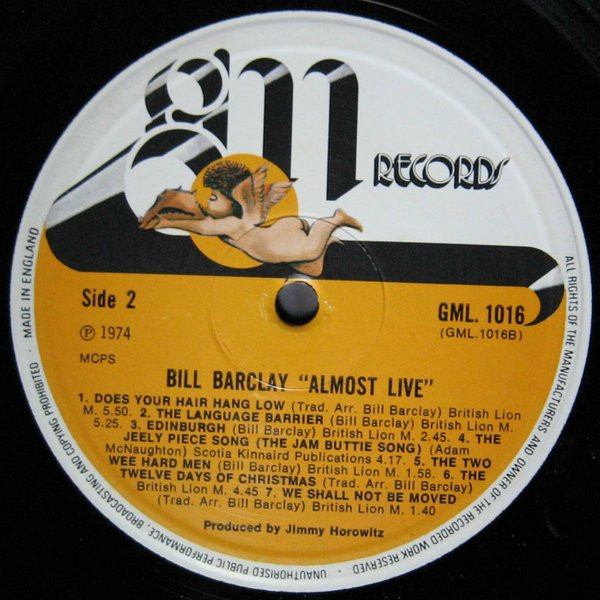 gm
RECORDS
Side 2
GML. 1016
(GML.1016B)
℗ 1974
MCPS
BILL BARCLAY “ALMOST LIVE”
1. DOES YOUR HAIR HANG LOW (Trad. Arr. Bill Barclay) British Lion
M. 5.50. 2. THE LANGUAGE BARRIER (Bill Barclay) British Lion M.
5.25. 3. EDINBURGH (Bill Barclay) British Lion M. 2.45. 4. THE
JEELY PIECE SONG (THE JAM BUTTIE SONG) (Adam
McNaughton) Scotia Kinnaird Publications 4.17. 5. THE TWO
WEE HARD MEN (Bill Barclay) British Lion M. 1.58. 6. THE
TWELVE DAYS OF CHRISTMAS (Trad. Arr. Bill Barclay)
British Lion M. 4.45 7. WE SHALL NOT BE MOVED
(Trad. Arr. Bill Barclay) British Lion M. 1.40
Produced by Jimmy Horowitz
ALL RIGHTS OF THE MANUFACTURERS AND OWNER OF THE RECORDED WORK RESERVED · UNAUTHORISED PUBLIC PERFORMANCE, BROADCASTING AND COPYING PROHIBITED · MADE IN ENGLAND